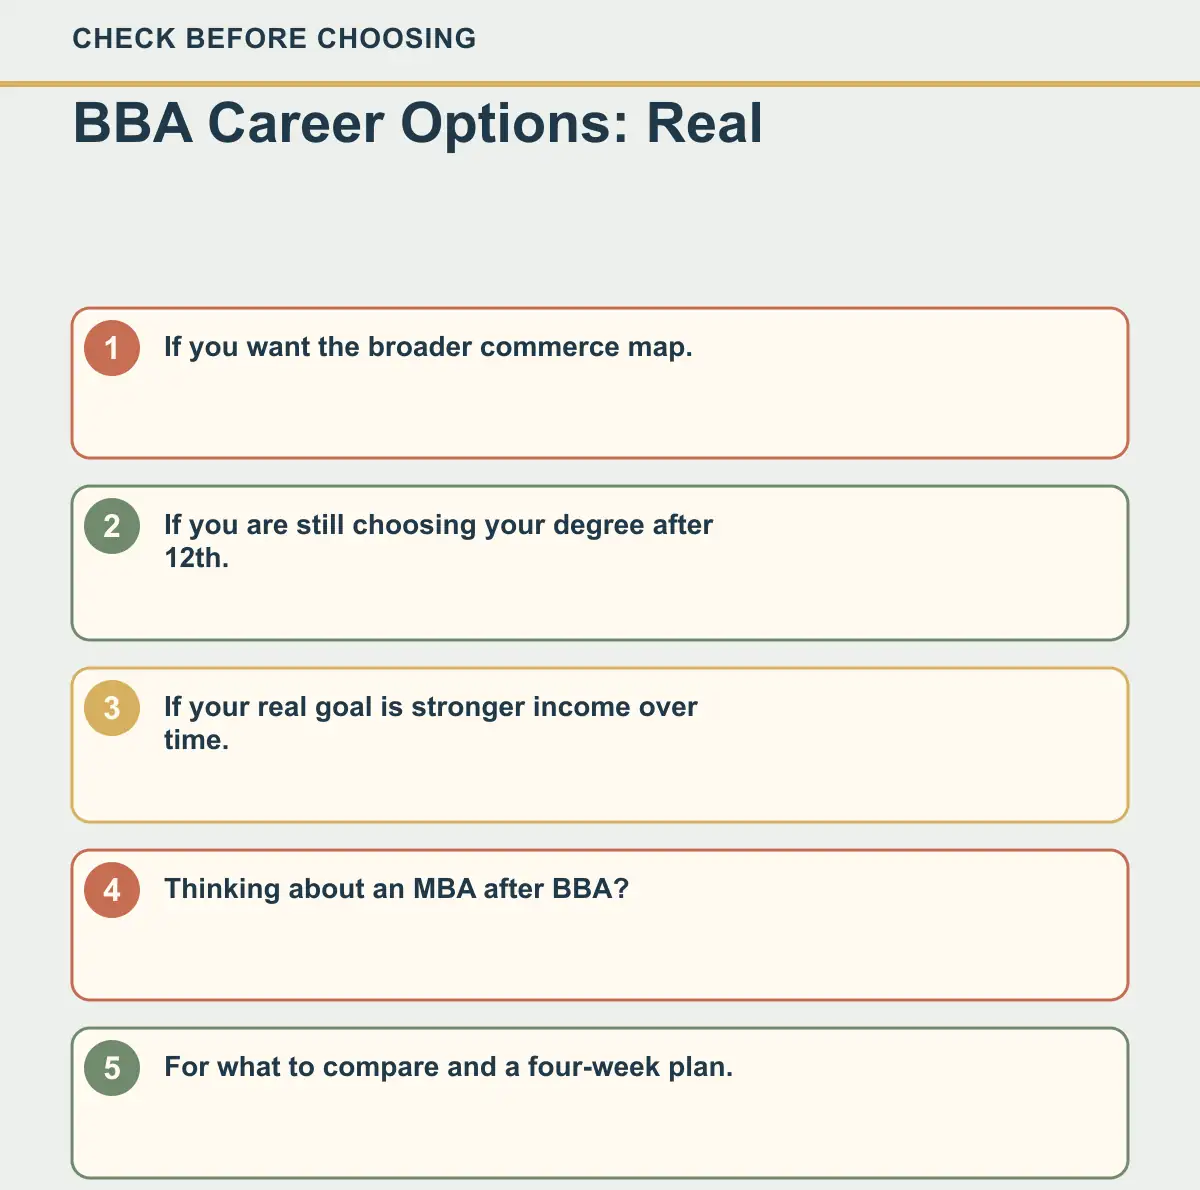 CHECK BEFORE CHOOSING
BBA Career Options: Real
1
If you want the broader commerce map.
2
If you are still choosing your degree after
12th.
3
If your real goal is stronger income over
time.
4
Thinking about an MBA after BBA?
5
For what to compare and a four-week plan.